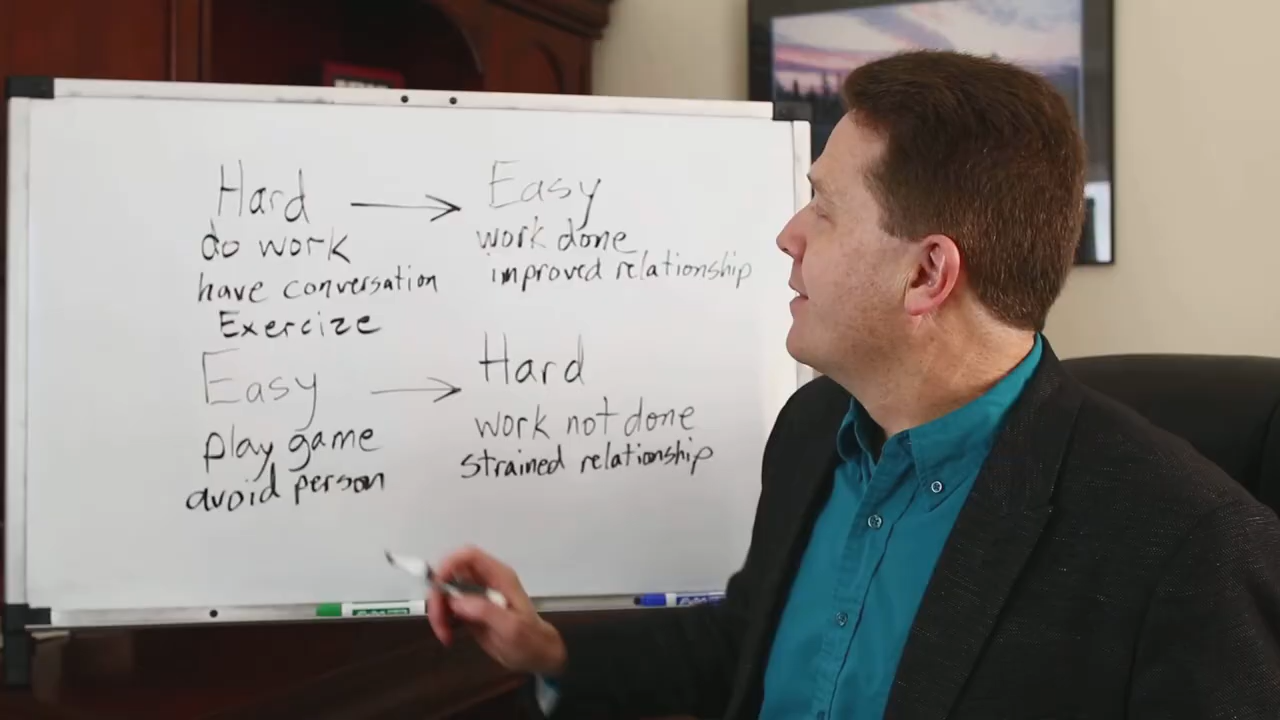 Hard → Easy
do work work done
have conversation improved relationship
Exercize
Easy → Hard
play game work not done
avoid person strained relationship